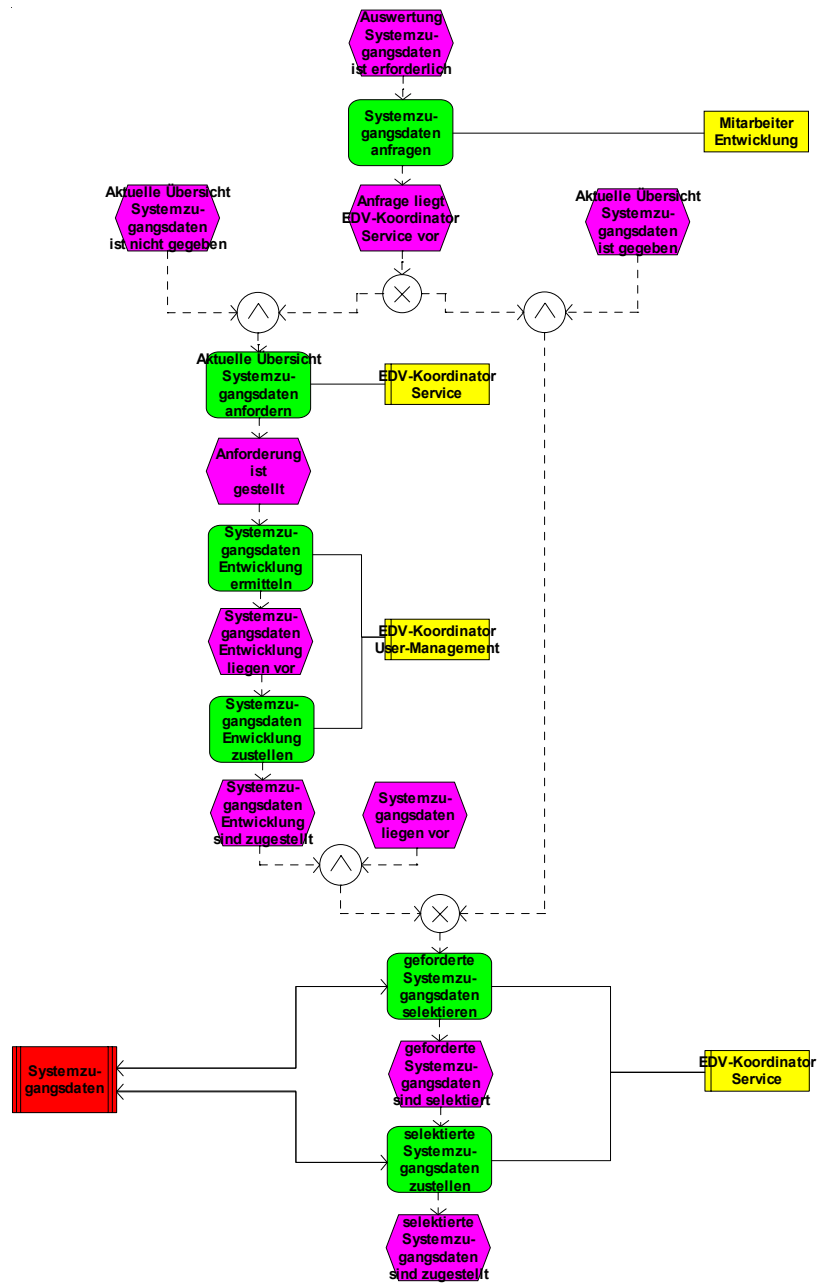 Auswertung
Systemzu-
gangsdaten
ist erforderlich
Systemzu-
gangsdaten
anfragen
Mitarbeiter
Entwicklung
Aktuelle Übersicht
Systemzu-
gangsdaten
ist nicht gegeben
Anfrage liegt
EDV-Koordinator
Service vor
Aktuelle Übersicht
Systemzu-
gangsdaten
ist gegeben
Aktuelle Übersicht
Systemzu-
gangsdaten
anfordern
EDV-Koordinator
Service
Anforderung
ist
gestellt
Systemzu-
gangsdaten
Entwicklung
ermitteln
Systemzu-
gangsdaten
Entwicklung
liegen vor
EDV-Koordinator
User-Management
Systemzu-
gangsdaten
Enwicklung
zustellen
Systemzu-
gangsdaten
Entwicklung
sind zugestellt
Systemzu-
gangsdaten
liegen vor
geforderte
Systemzu-
gangsdaten
selektieren
Systemzu-
gangsdaten
geforderte
Systemzu-
gangsdaten
sind selektiert
EDV-Koordinator
Service
selektierte
Systemzu-
gangsdaten
zustellen
selektierte
Systemzu-
gangsdaten
sind zugestellt